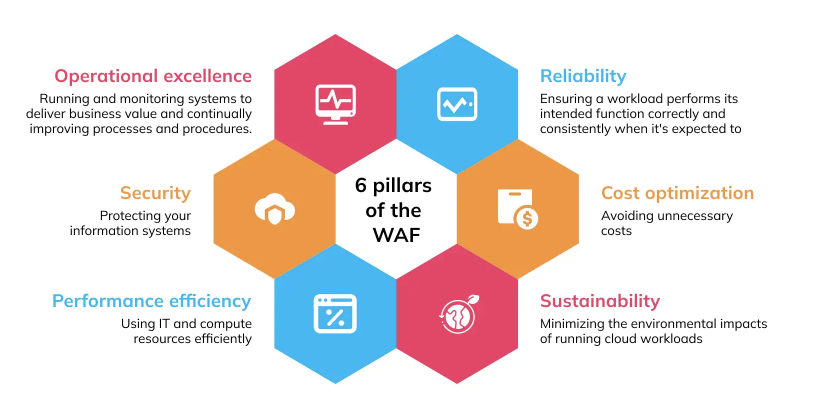 Operational excellence
Running and monitoring systems to
deliver business value and continually
improving processes and procedures.
Reliability
Ensuring a workload performs its
intended function correctly and
consistently when it's expected to
Security
Protecting your
information systems
6 pillars
of the
WAF
Cost optimization
Avoiding unnecessary
costs
Performance efficiency
Using IT and compute
resources efficiently
Sustainability
Minimizing the environmental impacts
of running cloud workloads